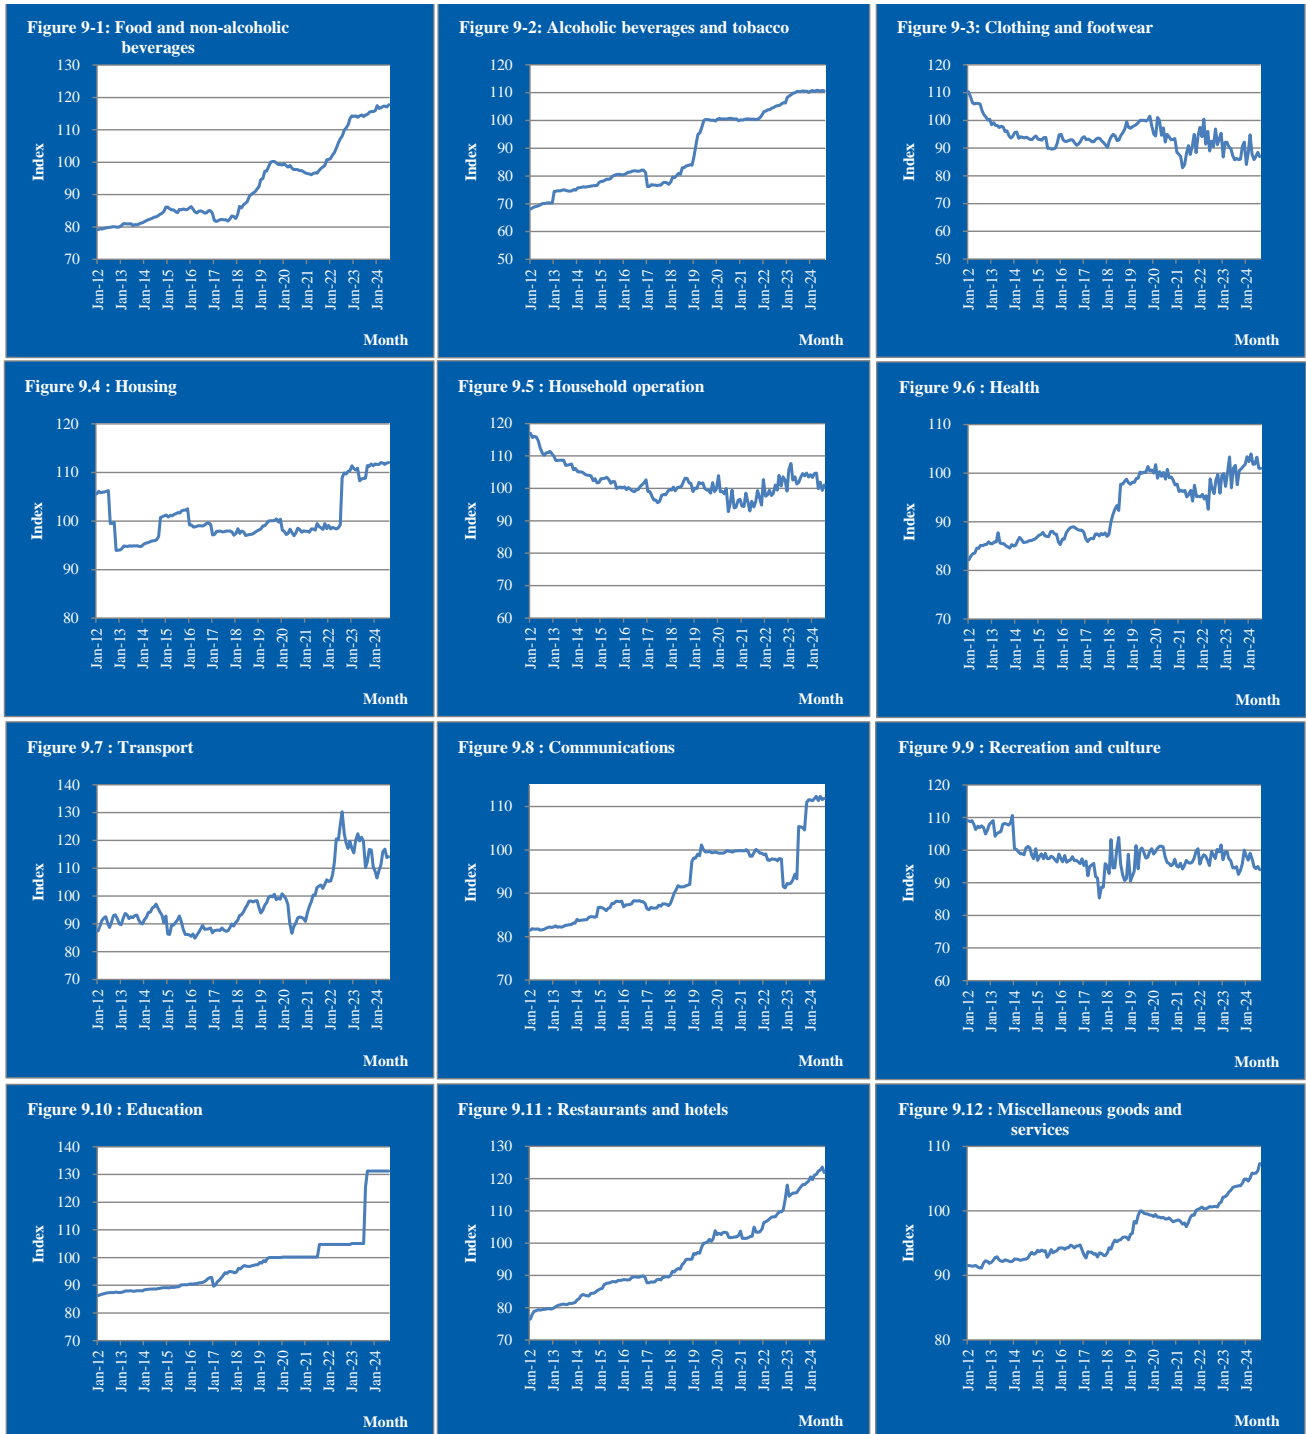 Figure 9-1: Food and non-alcoholic
beverages
130
120
110
100
90
80
70
Index
Jan-12
Jan-13
Jan-14
Jan-15
Jan-16
Jan-17
Jan-18
Jan-19
Jan-20
Jan-21
Jan-22
Jan-23
Jan-24
Month
Figure 9-2: Alcoholic beverages and tobacco
120
110
100
90
80
70
60
50
Index
Jan-12
Jan-13
Jan-14
Jan-15
Jan-16
Jan-17
Jan-18
Jan-19
Jan-20
Jan-21
Jan-22
Jan-23
Jan-24
Month
Figure 9-3: Clothing and footwear
120
110
100
90
80
70
60
50
Index
Jan-12
Jan-13
Jan-14
Jan-15
Jan-16
Jan-17
Jan-18
Jan-19
Jan-20
Jan-21
Jan-22
Jan-23
Jan-24
Month
Figure 9.4 : Housing
120
110
100
90
80
Index
Jan-12
Jan-13
Jan-14
Jan-15
Jan-16
Jan-17
Jan-18
Jan-19
Jan-20
Jan-21
Jan-22
Jan-23
Jan-24
Month
Figure 9.5 : Household operation
120
110
100
90
80
70
60
Index
Jan-12
Jan-13
Jan-14
Jan-15
Jan-16
Jan-17
Jan-18
Jan-19
Jan-20
Jan-21
Jan-22
Jan-23
Jan-24
Month
Figure 9.6 : Health
110
100
90
80
70
Index
Jan-12
Jan-13
Jan-14
Jan-15
Jan-16
Jan-17
Jan-18
Jan-19
Jan-20
Jan-21
Jan-22
Jan-23
Jan-24
Month
Figure 9.7 : Transport
140
130
120
110
100
90
80
70
Index
Jan-12
Jan-13
Jan-14
Jan-15
Jan-16
Jan-17
Jan-18
Jan-19
Jan-20
Jan-21
Jan-22
Jan-23
Jan-24
Month
Figure 9.8 : Communications
110
100
90
80
70
Index
Jan-12
Jan-13
Jan-14
Jan-15
Jan-16
Jan-17
Jan-18
Jan-19
Jan-20
Jan-21
Jan-22
Jan-23
Jan-24
Month
Figure 9.9 : Recreation and culture
120
110
100
90
80
70
60
Index
Jan-12
Jan-13
Jan-14
Jan-15
Jan-16
Jan-17
Jan-18
Jan-19
Jan-20
Jan-21
Jan-22
Jan-23
Jan-24
Month
Figure 9.10 : Education
140
130
120
110
100
90
80
70
Index
Jan-12
Jan-13
Jan-14
Jan-15
Jan-16
Jan-17
Jan-18
Jan-19
Jan-20
Jan-21
Jan-22
Jan-23
Jan-24
Month
Figure 9.11 : Restaurants and hotels
130
120
110
100
90
80
70
Index
Jan-12
Jan-13
Jan-14
Jan-15
Jan-16
Jan-17
Jan-18
Jan-19
Jan-20
Jan-21
Jan-22
Jan-23
Jan-24
Month
Figure 9.12 : Miscellaneous goods and
services
110
100
90
80
Index
Jan-12
Jan-13
Jan-14
Jan-15
Jan-16
Jan-17
Jan-18
Jan-19
Jan-20
Jan-21
Jan-22
Jan-23
Jan-24
Month